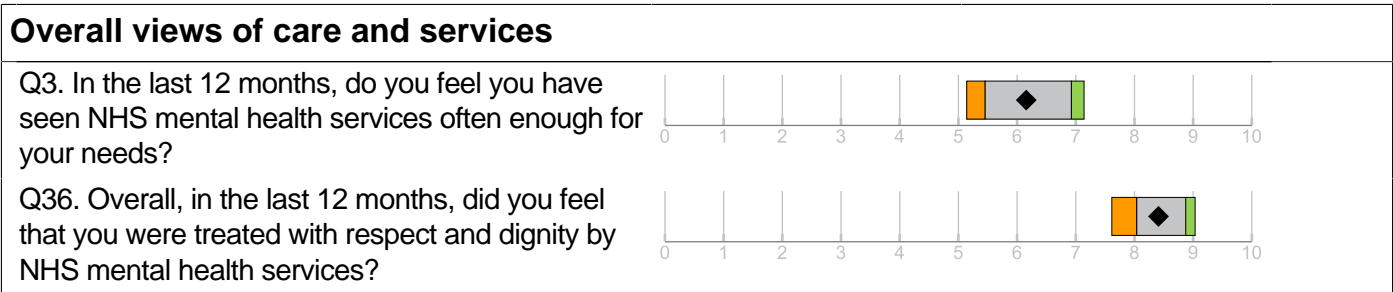 Overall views of care and services
Q3. In the last 12 months, do you feel you have
seen NHS mental health services often enough for
your needs?
0 1 2 3 4 5 6 7 8 9 10
Q36. Overall, in the last 12 months, did you feel
that you were treated with respect and dignity by
NHS mental health services?
0 1 2 3 4 5 6 7 8 9 10